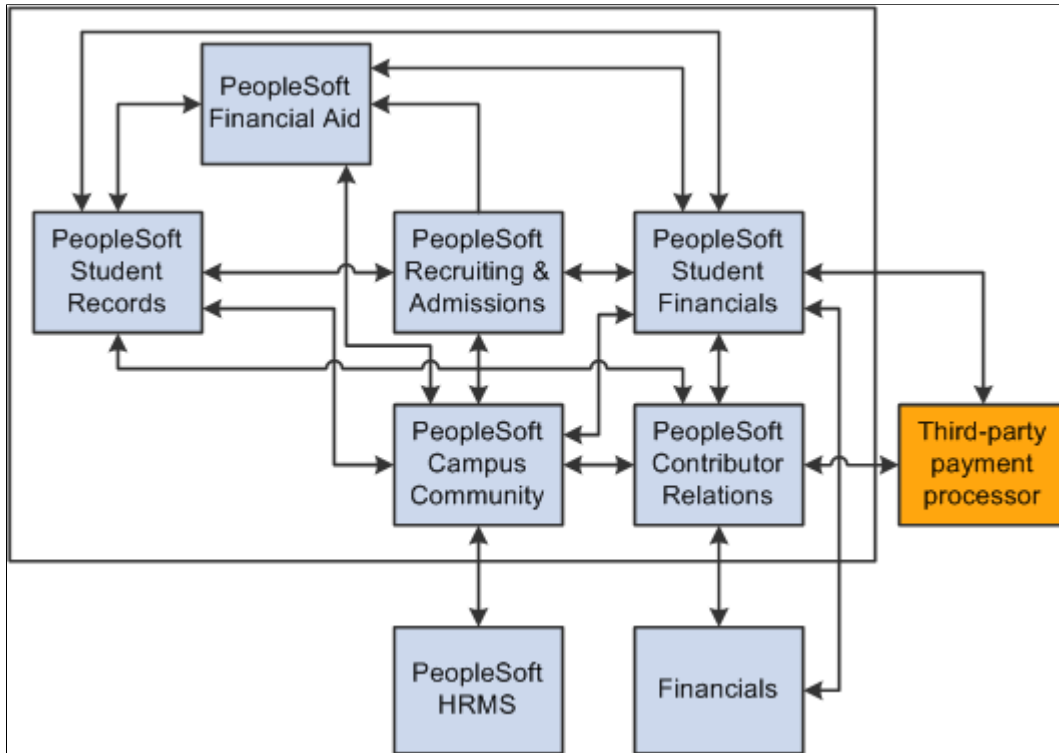 PeopleSoft
Financial Aid
PeopleSoft
Student
Records
PeopleSoft
Recruiting &
Admissions
PeopleSoft
Student
Financials
PeopleSoft
Campus
Community
PeopleSoft
Contributor
Relations
Third-party
payment
processor
PeopleSoft
HRMS
Financials